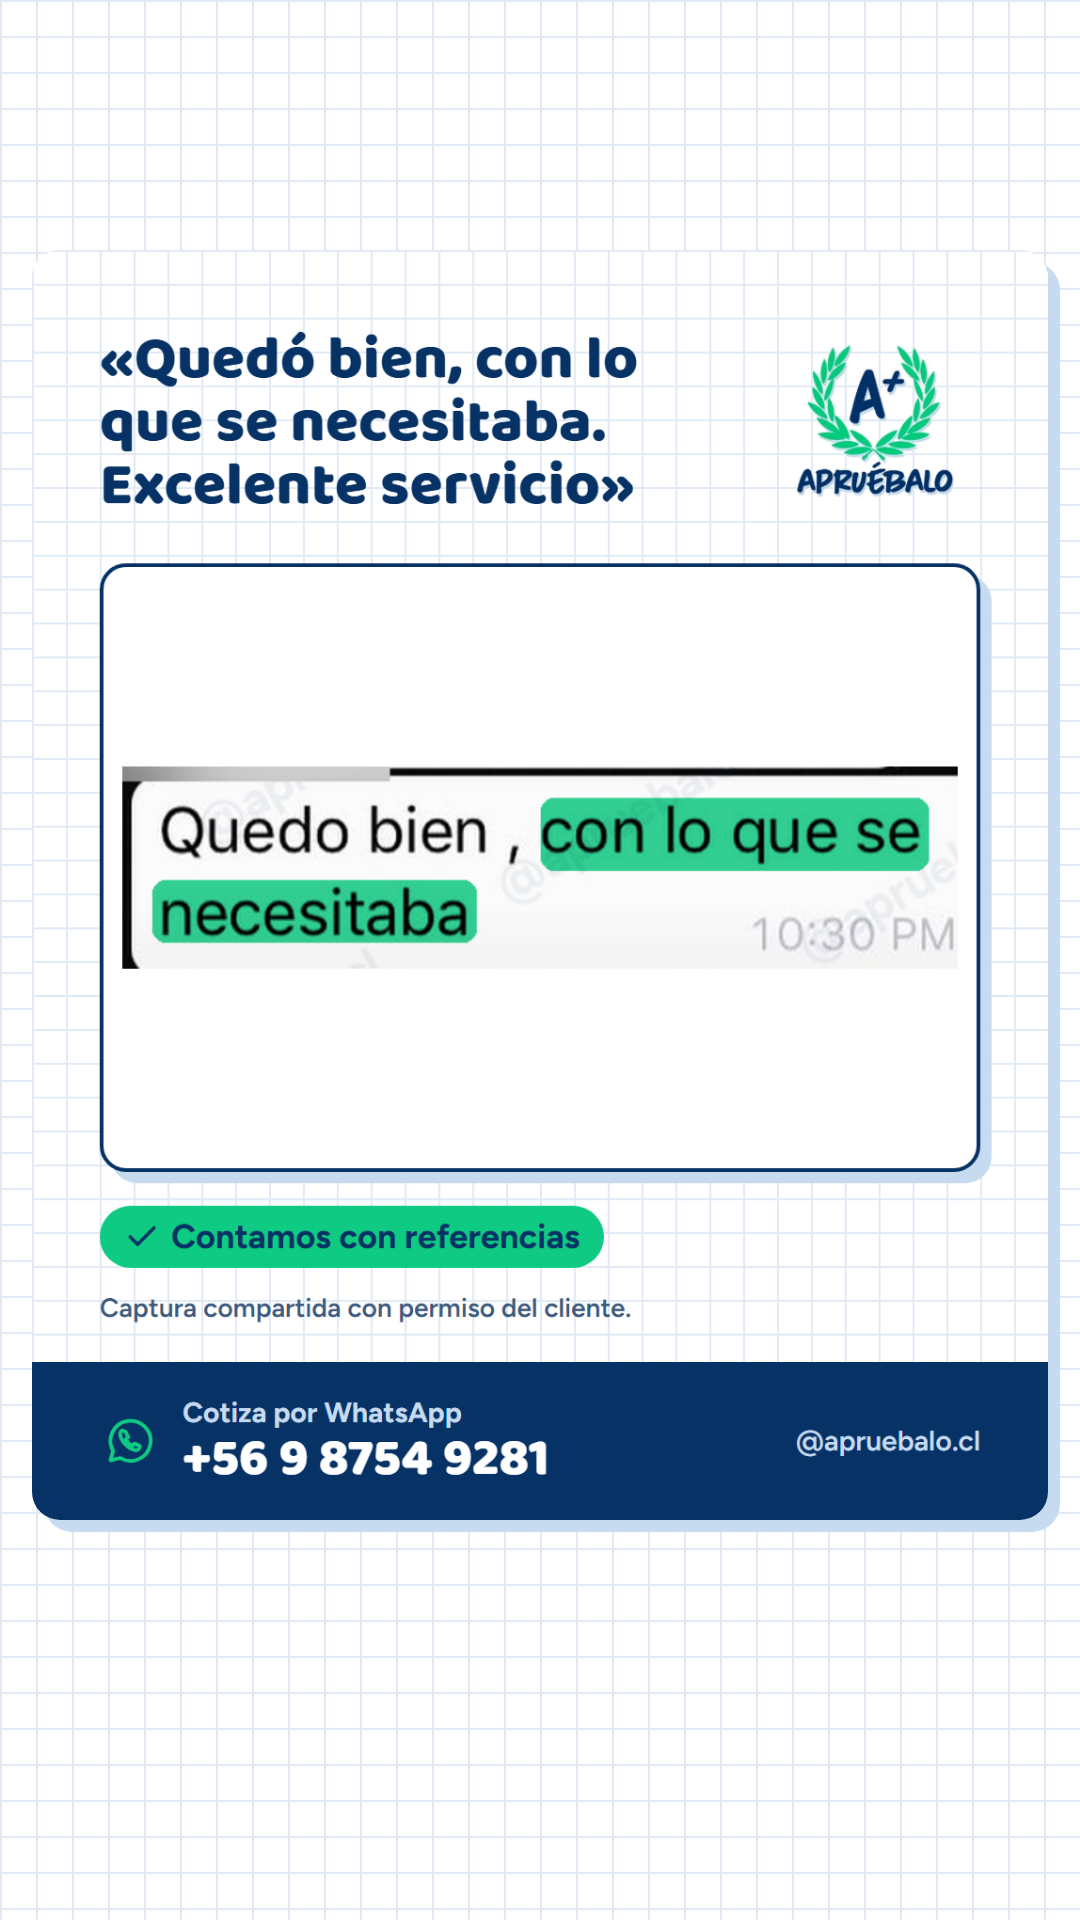 «Quedó bien, con lo
que se necesitaba.
Excelente servicio»
A+
APRUÉBALO
Quedo bien , con lo que se
necesitaba
10:30 PM
✓ Contamos con referencias
Captura compartida con permiso del cliente.
Cotiza por WhatsApp
+56 9 8754 9281
@apruebalo.cl